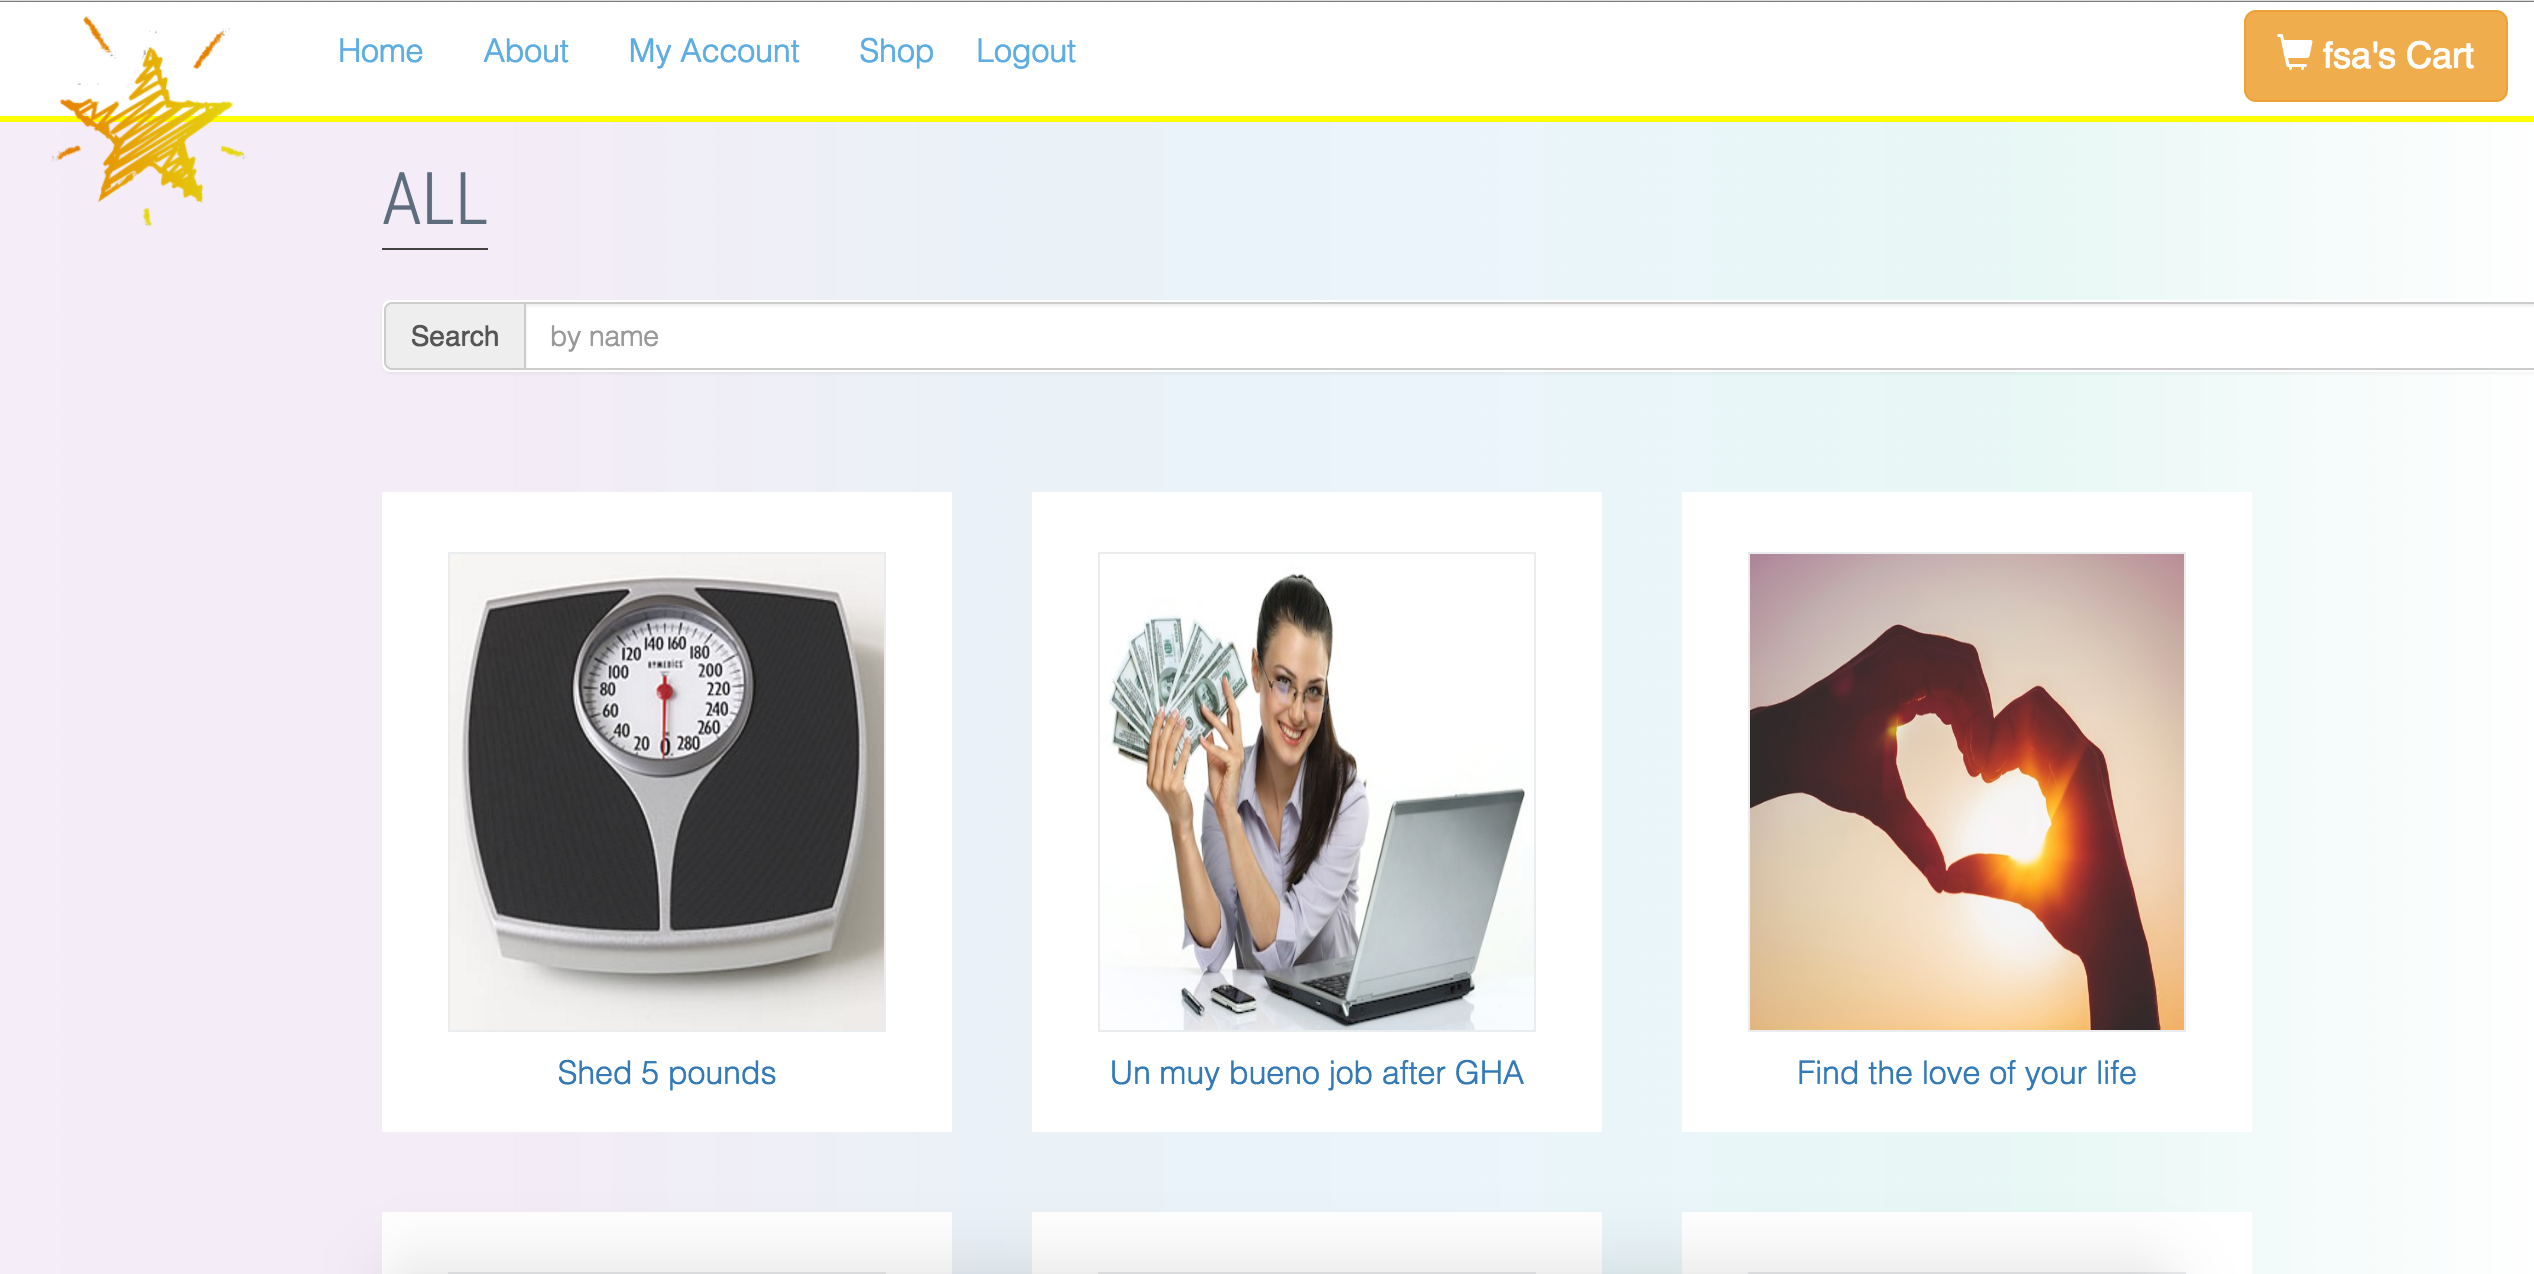 Home About My Account Shop Logout
fsa's Cart
ALL
Search by name
140 160
120 180
HoMEDICS
100 200
80 220
60 240
40 260
20 0 280
Shed 5 pounds
Un muy bueno job after GHA
Find the love of your life